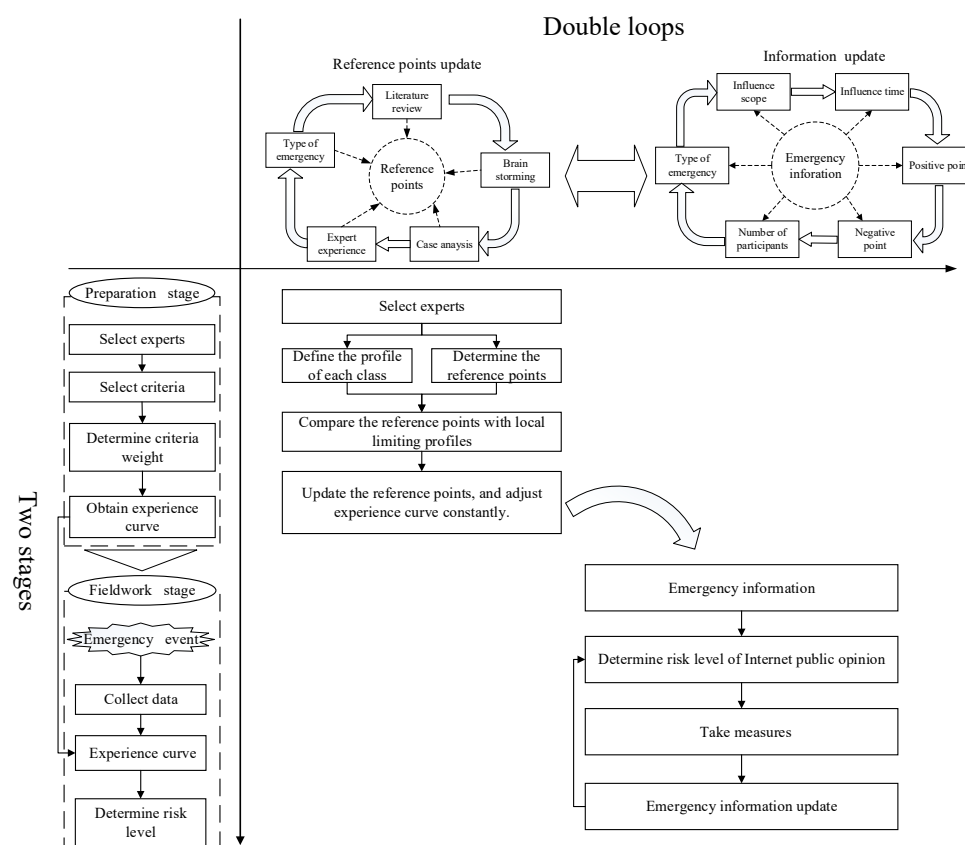 Double loops
Reference points update
Information update
Literature
review
Type of
emergency
Reference
points
Brain
storming
Expert
experience
Case anaysis
Influence
scope
Influence time
Type of
emergency
Emergency
inforation
Positive point
Number of
participants
Negative
point
Two stages
Preparation stage
Select experts
Select criteria
Determine criteria
weight
Obtain experience
curve
Fieldwork stage
Emergency event
Collect data
Experience curve
Determine risk
level
Select experts
Define the profile
of each class
Determine the
reference points
Compare the reference points with local
limiting profiles
Update the reference points, and adjust
experience curve constantly.
Emergency information
Determine risk level of Internet public opinion
Take measures
Emergency information update